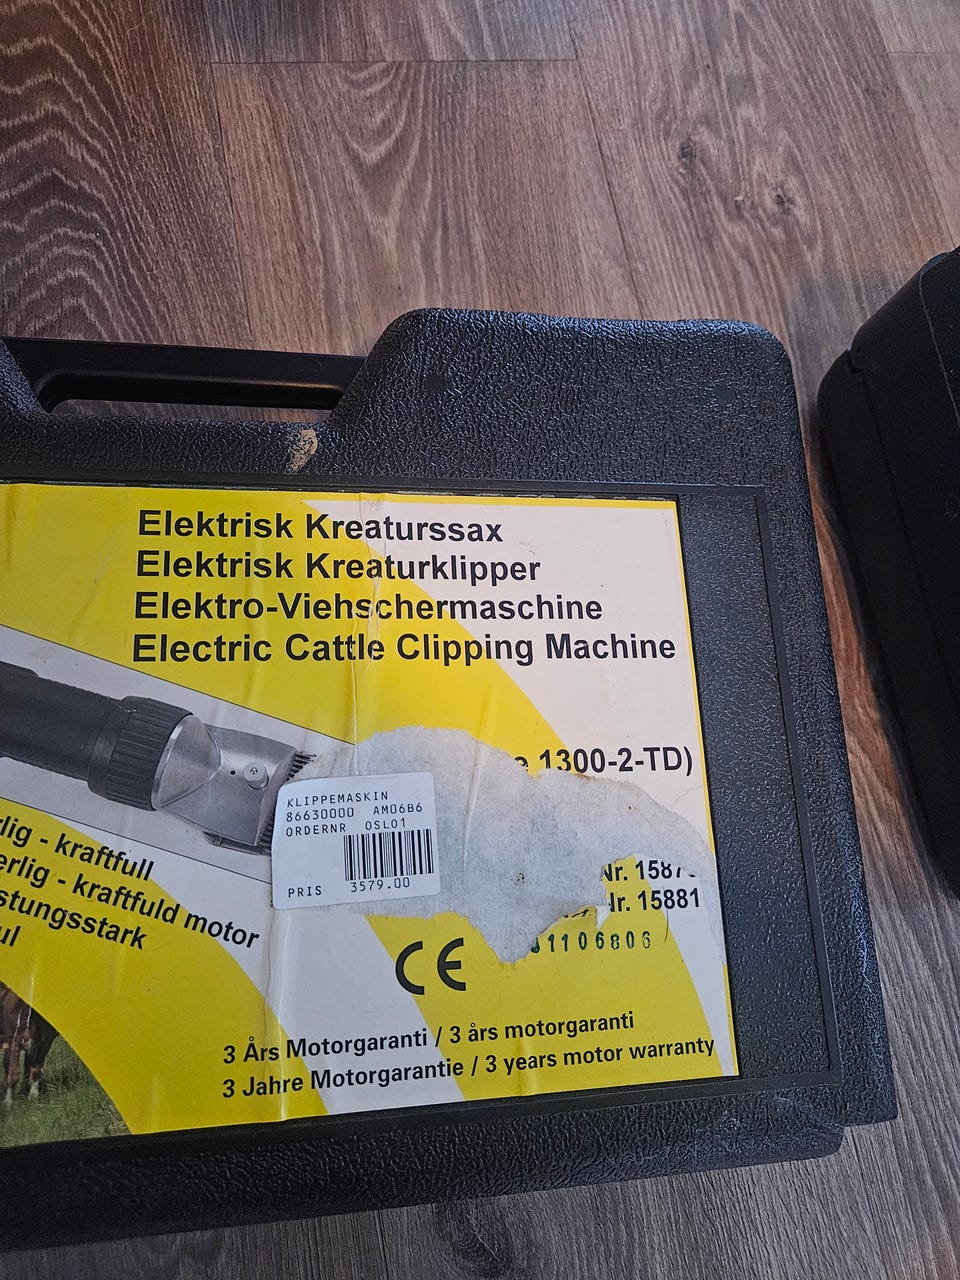 Elektrisk Kreaturssax
Elektrisk Kreaturklipper
Elektro-Viehschermaschine
Electric Cattle Clipping Machine
1300-2-TD)
KLIPPEMASKIN
86630000 AM06B6
ORDERNR OSL01
PRIS 3579.00
- kraftfull
- kraftfuld motor
Nr. 15881
1106806
CE
3 Års Motorgaranti / 3 års motorgaranti
3 Jahre Motorgarantie / 3 years motor warranty